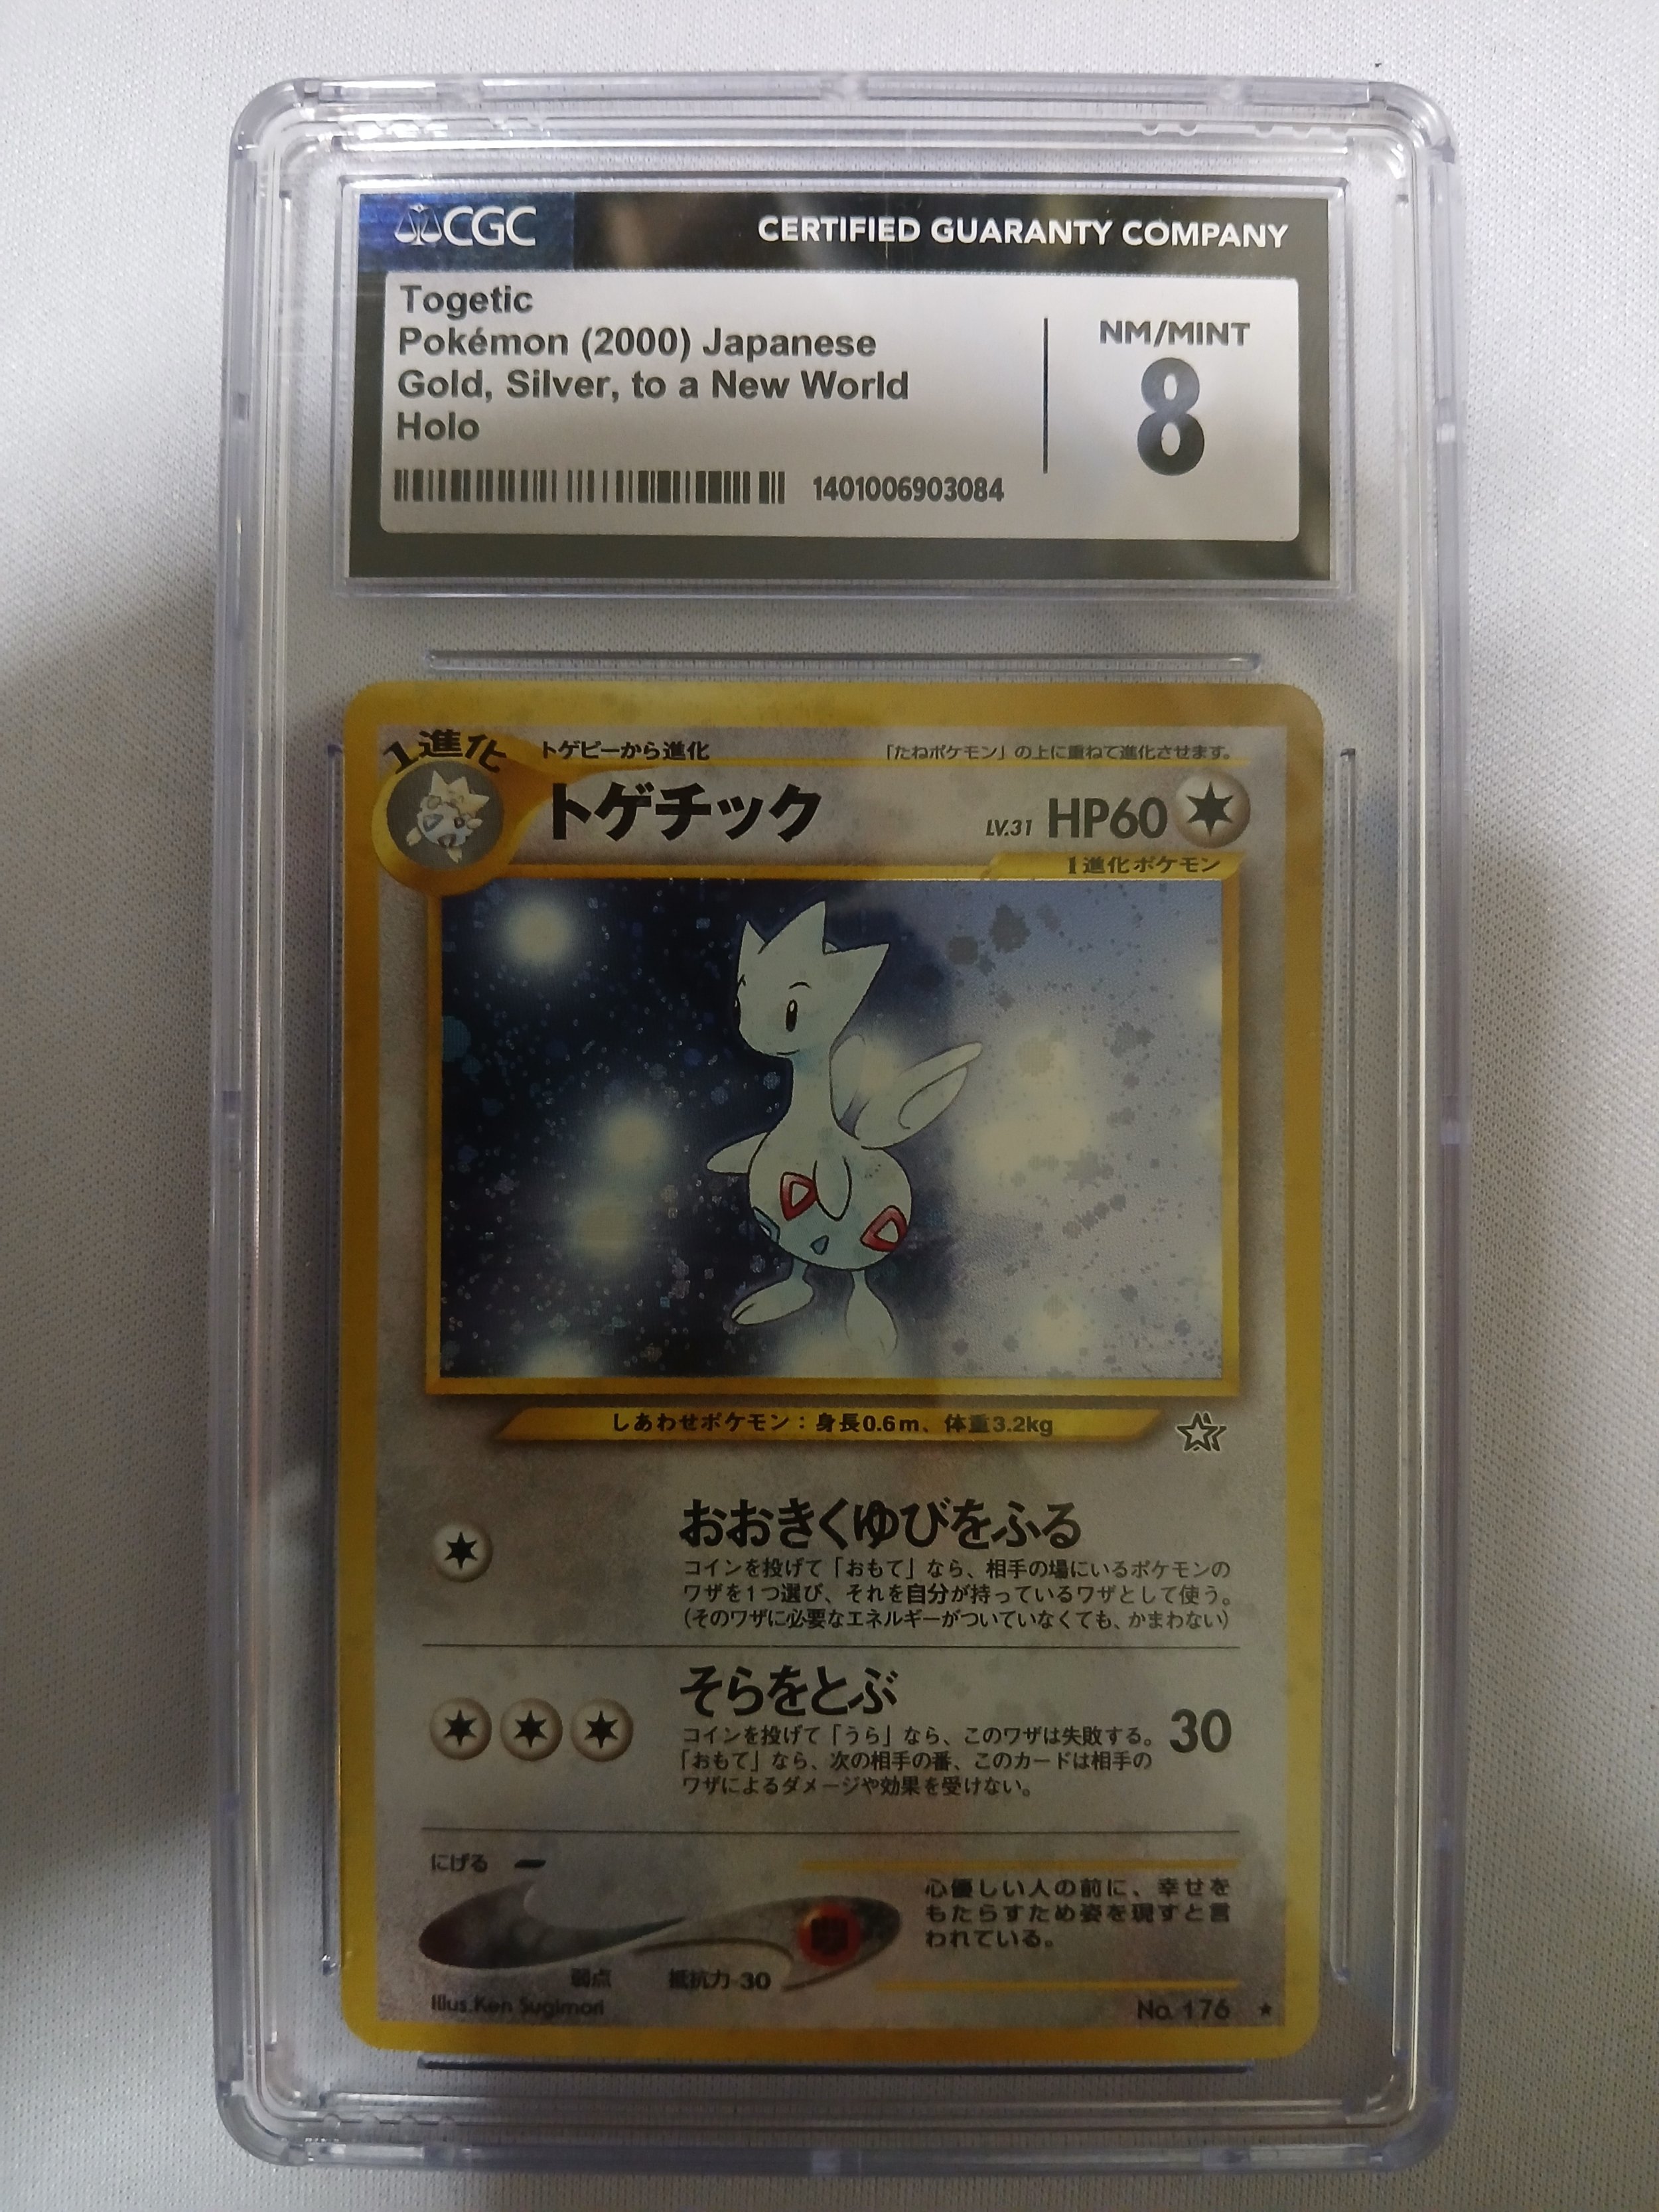 CGC
CERTIFIED GUARANTY COMPANY
Togetic
Pokémon (2000) Japanese
Gold, Silver, to a New World
Holo
1401006903084
NM/MINT
8
1進化
トゲピーから進化
「たねポケモン」の上に重ねて進化させます。
トゲチック
LV.31 HP60
1進化ポケモン
しあわせポケモン：身長0.6m、体重3.2kg
おおきくゆびをふる
コインを投げて「おもて」なら、相手の場にいるポケモンの
ワザを1つ選び、それを自分が持っているワザとして使う。
（そのワザに必要なエネルギーがついていなくても、かまわない）
そらをとぶ
30
コインを投げて「うら」なら、このワザは失敗する。
「おもて」なら、次の相手の番、このカードは相手の
ワザによるダメージや効果を受けない。
にげる
弱点
抵抗力-30
心優しい人の前に、幸せを
もたらすため姿を現すと言
われている。
Illus.Ken Sugimori
No. 176 ★